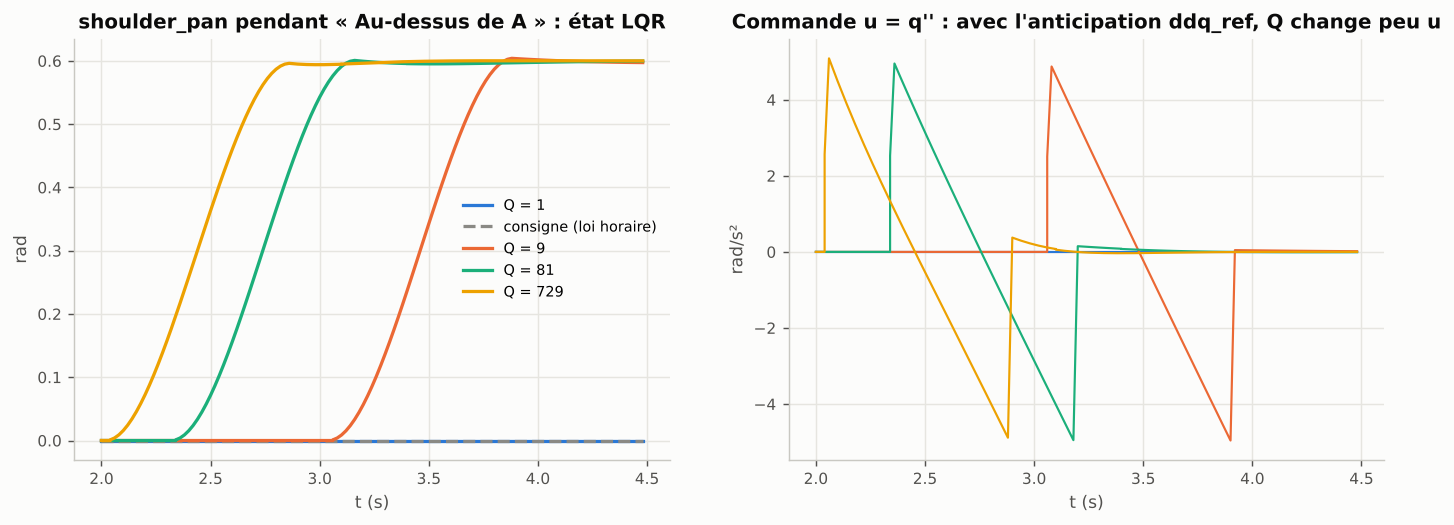 shoulder_pan pendant « Au-dessus de A » : état LQR
0.6
0.5
0.4
0.3
0.2
0.1
0.0
rad
Q = 1
consigne (loi horaire)
Q = 9
Q = 81
Q = 729
2.0 2.5 3.0 3.5 4.0 4.5
t (s)
Commande u = q'' : avec l'anticipation ddq_ref, Q change peu u
4
2
0
−2
−4
rad/s²
2.0 2.5 3.0 3.5 4.0 4.5
t (s)